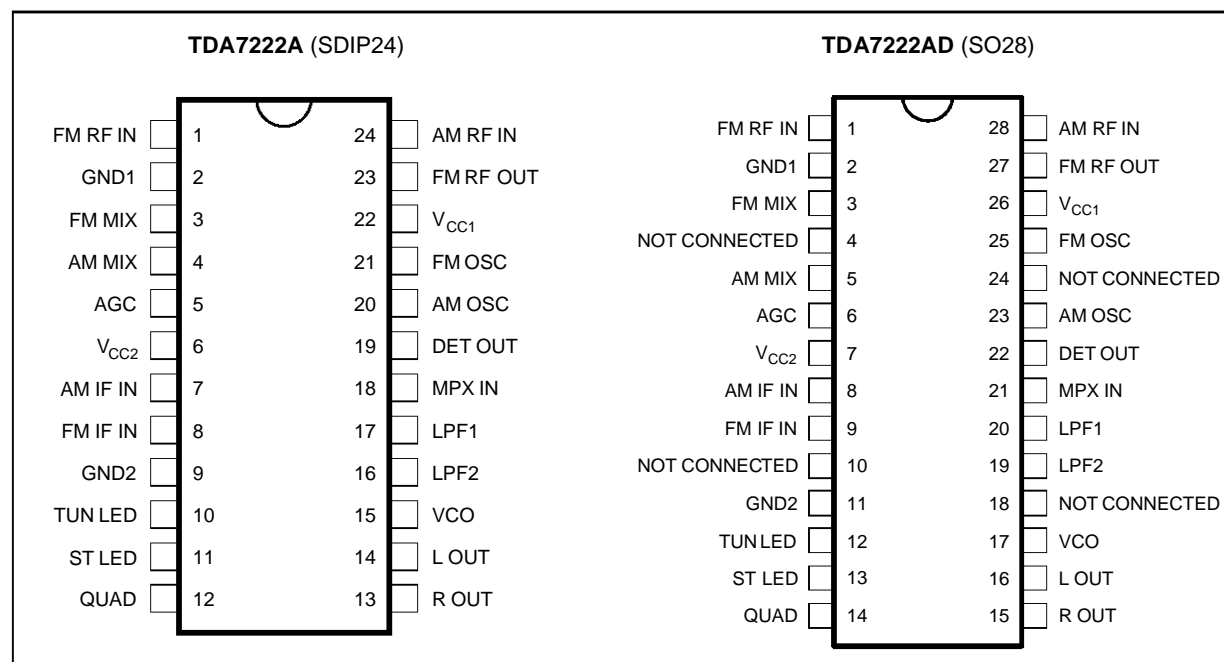 TDA7222A (SDIP24)
FM RF IN 1 24 AM RF IN
GND1 2 23 FM RF OUT
FM MIX 3 22 VCC1
AM MIX 4 21 FM OSC
AGC 5 20 AM OSC
VCC2 6 19 DET OUT
AM IF IN 7 18 MPX IN
FM IF IN 8 17 LPF1
GND2 9 16 LPF2
TUN LED 10 15 VCO
ST LED 11 14 L OUT
QUAD 12 13 R OUT
TDA7222AD (SO28)
FM RF IN 1 28 AM RF IN
GND1 2 27 FM RF OUT
FM MIX 3 26 VCC1
NOT CONNECTED 4 25 FM OSC
AM MIX 5 24 NOT CONNECTED
AGC 6 23 AM OSC
VCC2 7 22 DET OUT
AM IF IN 8 21 MPX IN
FM IF IN 9 20 LPF1
NOT CONNECTED 10 19 LPF2
GND2 11 18 NOT CONNECTED
TUN LED 12 17 VCO
ST LED 13 16 L OUT
QUAD 14 15 R OUT